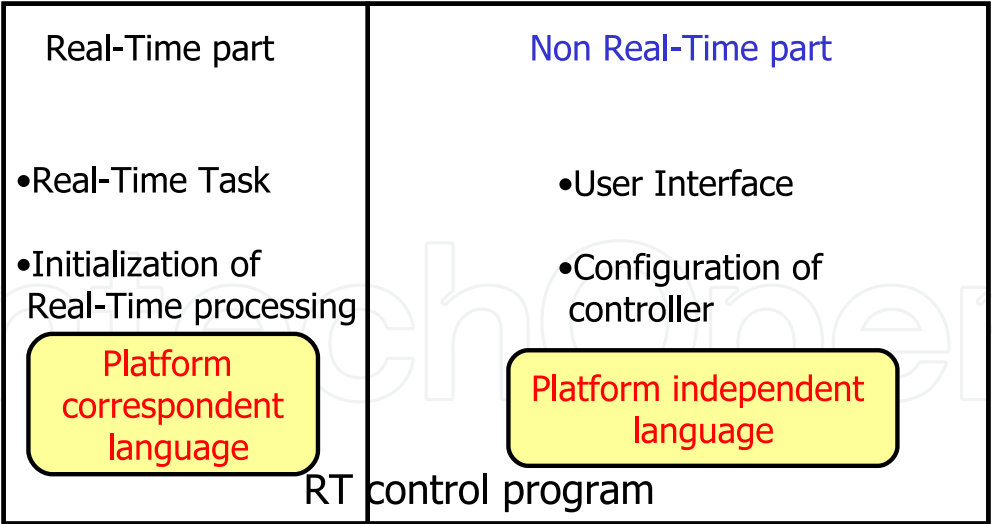 Real-Time part
•Real-Time Task
•Initialization of
Real-Time processing
Platform
correspondent
language
Non Real-Time part
•User Interface
•Configuration of
controller
Platform independent
language
RT control program
IntechOpen